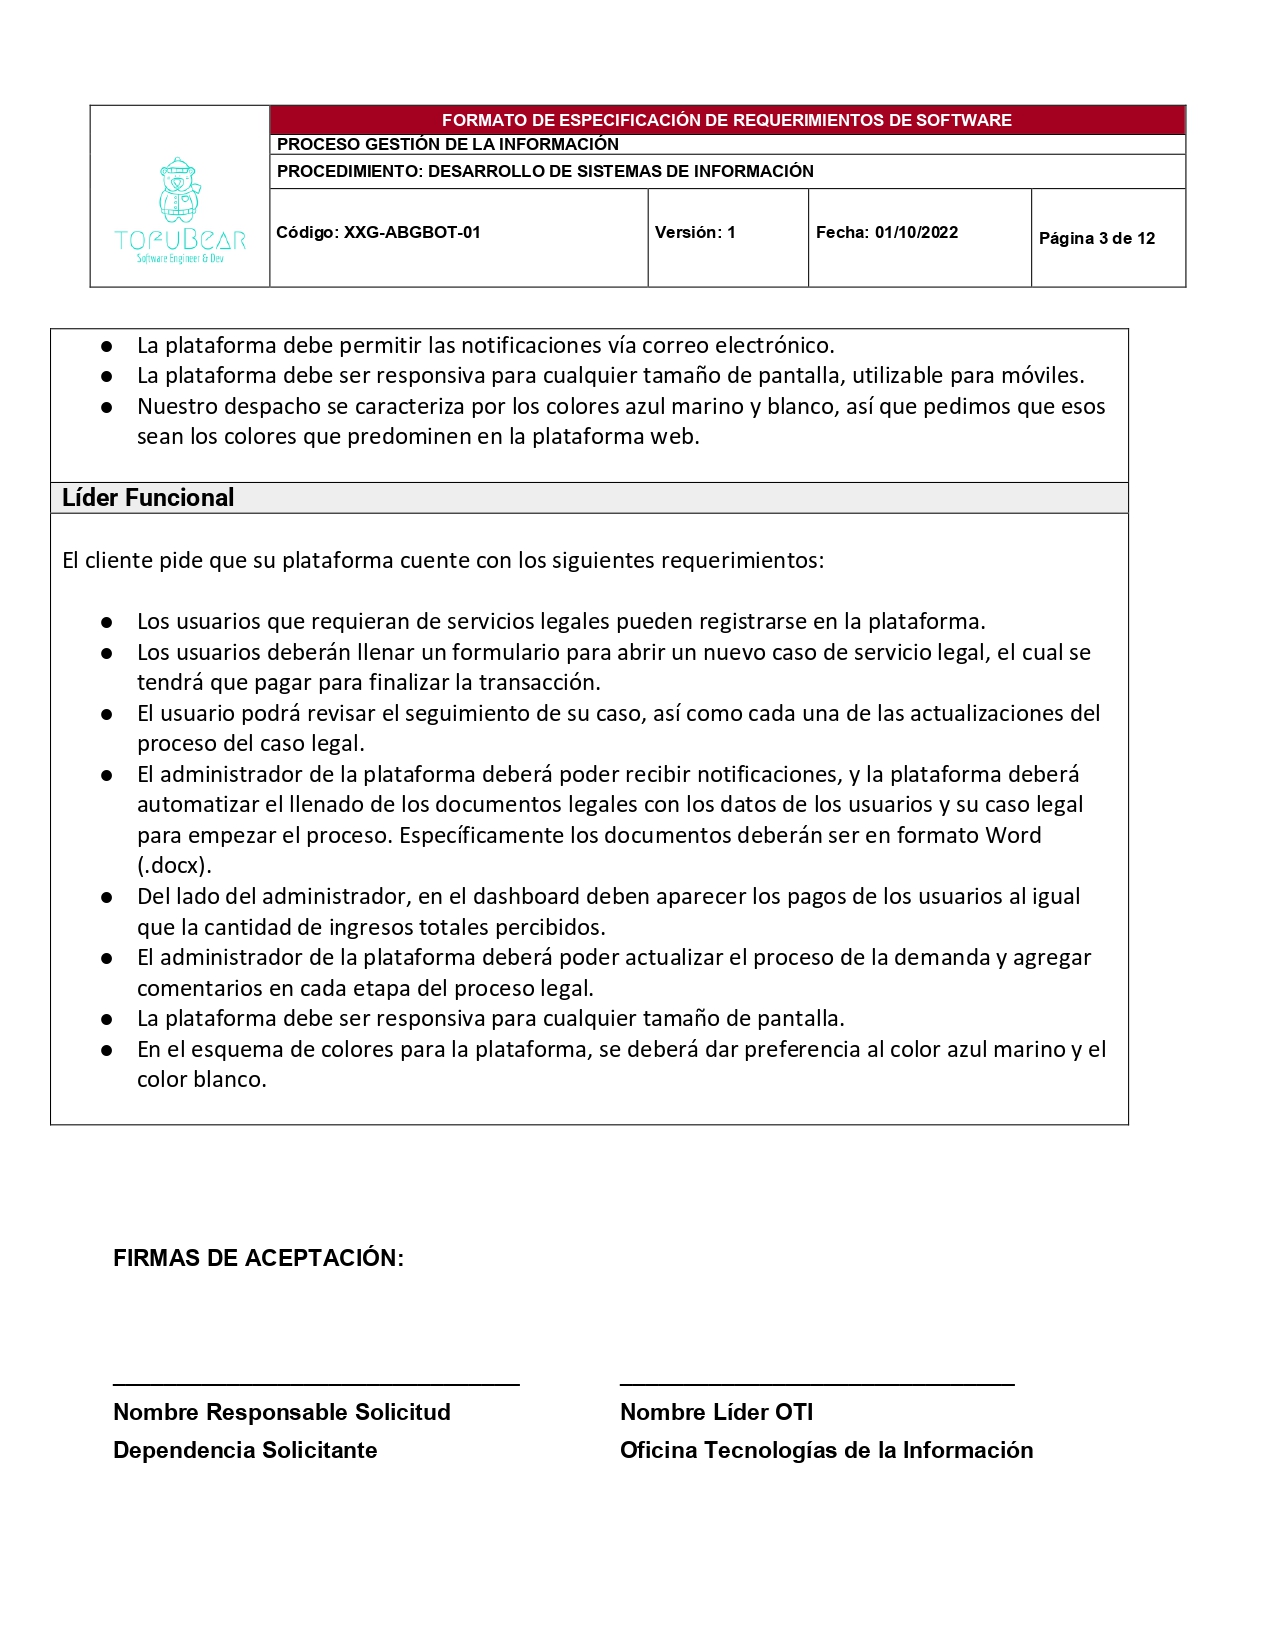 FORMATO DE ESPECIFICACIÓN DE REQUERIMIENTOS DE SOFTWARE
PROCESO GESTIÓN DE LA INFORMACIÓN
PROCEDIMIENTO: DESARROLLO DE SISTEMAS DE INFORMACIÓN
TOFUBEAR
Software Engineer & Dev
Código: XXG-ABGBOT-01
Versión: 1
Fecha: 01/10/2022
Página 3 de 12
● La plataforma debe permitir las notificaciones vía correo electrónico.
● La plataforma debe ser responsiva para cualquier tamaño de pantalla, utilizable para móviles.
● Nuestro despacho se caracteriza por los colores azul marino y blanco, así que pedimos que esos
sean los colores que predominen en la plataforma web.
Líder Funcional
El cliente pide que su plataforma cuente con los siguientes requerimientos:
● Los usuarios que requieran de servicios legales pueden registrarse en la plataforma.
● Los usuarios deberán llenar un formulario para abrir un nuevo caso de servicio legal, el cual se
tendrá que pagar para finalizar la transacción.
● El usuario podrá revisar el seguimiento de su caso, así como cada una de las actualizaciones del
proceso del caso legal.
● El administrador de la plataforma deberá poder recibir notificaciones, y la plataforma deberá
automatizar el llenado de los documentos legales con los datos de los usuarios y su caso legal
para empezar el proceso. Específicamente los documentos deberán ser en formato Word
(.docx).
● Del lado del administrador, en el dashboard deben aparecer los pagos de los usuarios al igual
que la cantidad de ingresos totales percibidos.
● El administrador de la plataforma deberá poder actualizar el proceso de la demanda y agregar
comentarios en cada etapa del proceso legal.
● La plataforma debe ser responsiva para cualquier tamaño de pantalla.
● En el esquema de colores para la plataforma, se deberá dar preferencia al color azul marino y el
color blanco.
FIRMAS DE ACEPTACIÓN:
Nombre Responsable Solicitud
Dependencia Solicitante
Nombre Líder OTI
Oficina Tecnologías de la Información